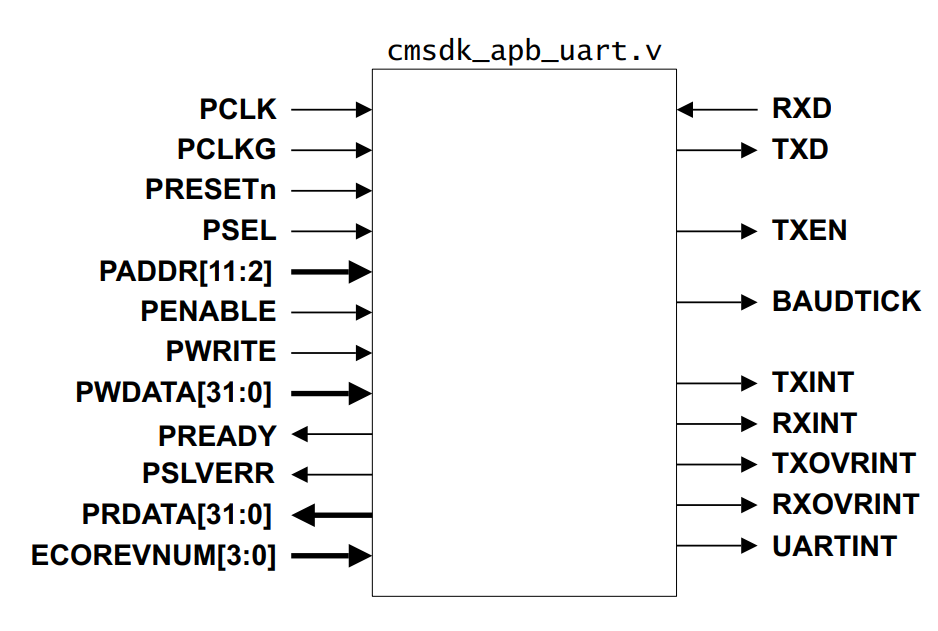 cmsdk_apb_uart.v
PCLK
PCLKG
PRESETn
PSEL
PADDR[11:2]
PENABLE
PWRITE
PWDATA[31:0]
PREADY
PSLVERR
PRDATA[31:0]
ECOREVNUM[3:0]
RXD
TXD
TXEN
BAUDTICK
TXINT
RXINT
TXOVRINT
RXOVRINT
UARTINT